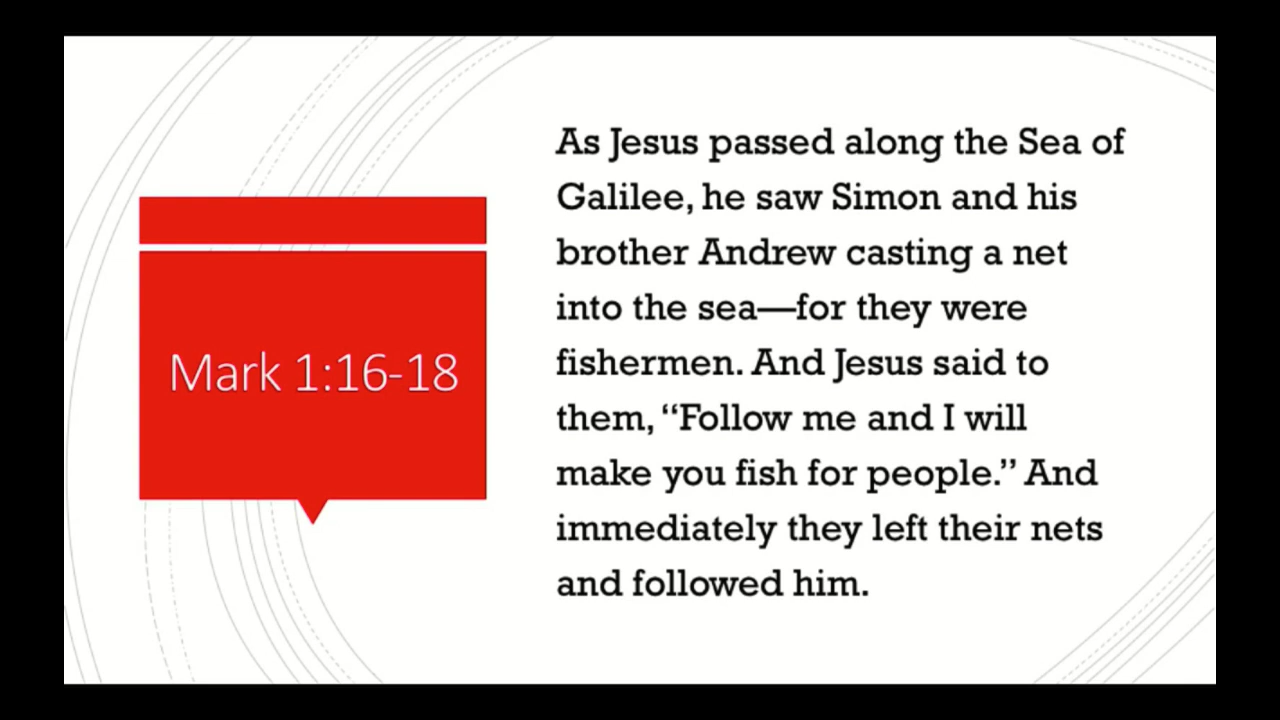 Mark 1:16-18
As Jesus passed along the Sea of
Galilee, he saw Simon and his
brother Andrew casting a net
into the sea—for they were
fishermen. And Jesus said to
them, “Follow me and I will
make you fish for people.” And
immediately they left their nets
and followed him.